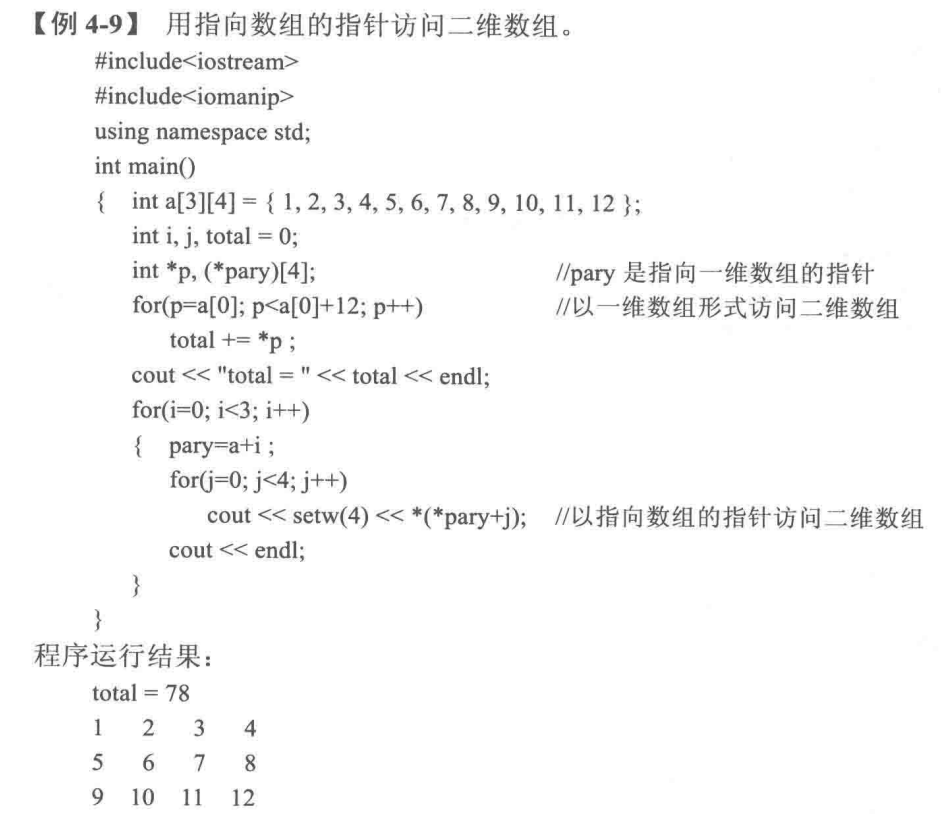 【例 4-9】 用指向数组的指针访问二维数组。
#include<iostream>
#include<iomanip>
using namespace std;
int main()
{ int a[3][4] = { 1, 2, 3, 4, 5, 6, 7, 8, 9, 10, 11, 12 };
int i, j, total = 0;
int *p, (*pary)[4]; //pary 是指向一维数组的指针
for(p=a[0]; p<a[0]+12; p++) //以一维数组形式访问二维数组
total += *p ;
cout << "total = " << total << endl;
for(i=0; i<3; i++)
{ pary=a+i ;
for(j=0; j<4; j++)
cout << setw(4) << *(*pary+j); //以指向数组的指针访问二维数组
cout << endl;
}
}
程序运行结果：
total = 78
1 2 3 4
5 6 7 8
9 10 11 12